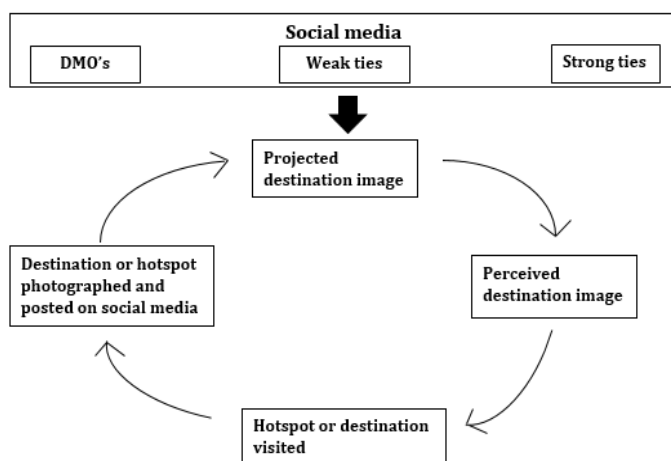 Social media
DMO's
Weak ties
Strong ties
Projected
destination image
Perceived
destination image
Hotspot or destination
visited
Destination or hotspot
photographed and
posted on social media